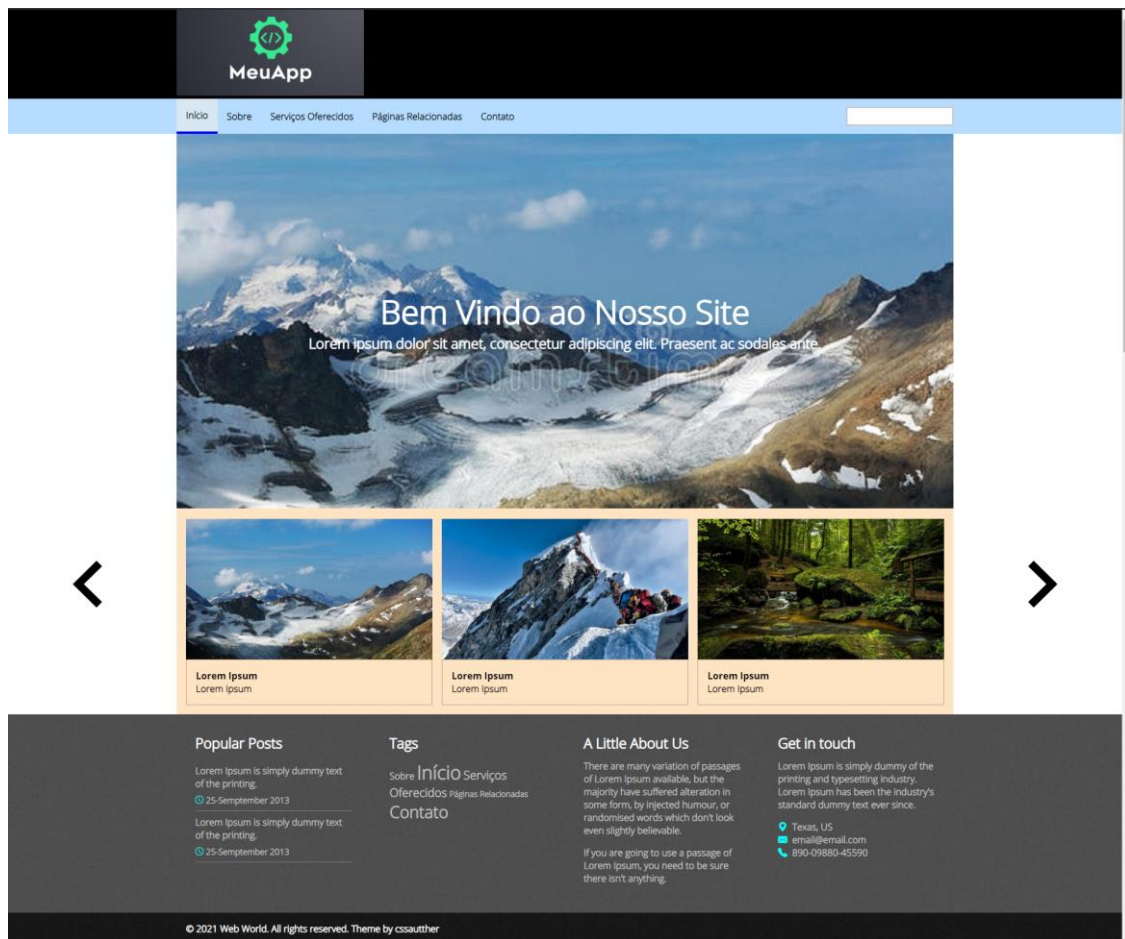 </>
MeuApp
Início Sobre Serviços Oferecidos Páginas Relacionadas Contato
Bem Vindo ao Nosso Site
Lorem ipsum dolor sit amet, consectetur adipiscing elit. Praesent ac sodales ante.
dreamstime
Lorem Ipsum
Lorem Ipsum
Lorem Ipsum
Lorem Ipsum
Lorem Ipsum
Lorem Ipsum
Popular Posts
Lorem Ipsum is simply dummy text
of the printing.
25-Semptember 2013
Lorem Ipsum is simply dummy text
of the printing.
25-Semptember 2013
Tags
Sobre Início Serviços
Oferecidos Páginas Relacionadas
Contato
A Little About Us
There are many variation of passages
of Lorem Ipsum available, but the
majority have suffered alteration in
some form, by injected humour, or
randomised words which don't look
even slightly believable.
If you are going to use a passage of
Lorem Ipsum, you need to be sure
there isn't anything.
Get in touch
Lorem Ipsum is simply dummy of the
printing and typesetting industry.
Lorem Ipsum has been the industry's
standard dummy text ever since.
Texas, US
email@email.com
890-09880-45590
© 2021 Web World. All rights reserved. Theme by cssautther